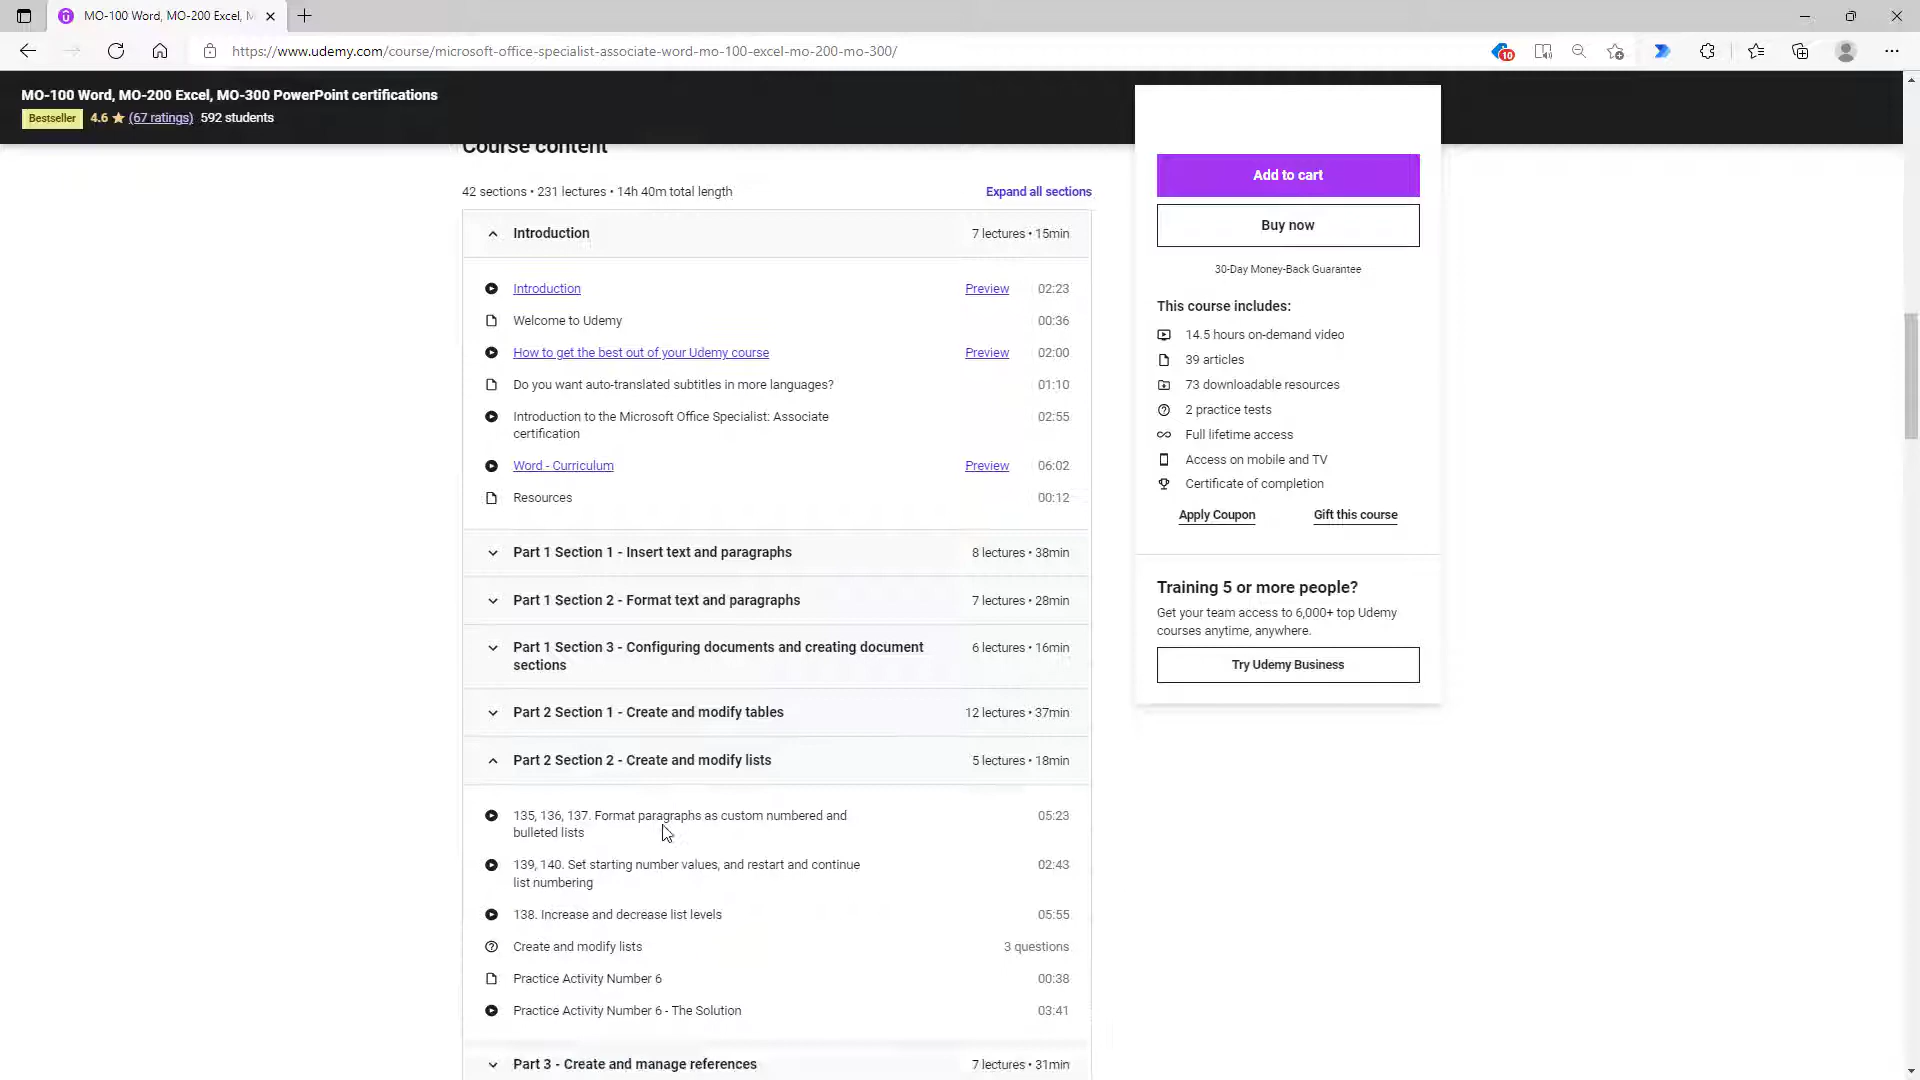 MO-100 Word, MO-200 Excel, M
https://www.udemy.com/course/microsoft-office-specialist-associate-word-mo-100-excel-mo-200-mo-300/
10
MO-100 Word, MO-200 Excel, MO-300 PowerPoint certifications
Bestseller 4.6 (67 ratings) 592 students
Course content
42 sections • 231 lectures • 14h 40m total length
Expand all sections
Introduction 7 lectures • 15min
Introduction Preview 02:23
Welcome to Udemy 00:36
How to get the best out of your Udemy course Preview 02:00
Do you want auto-translated subtitles in more languages? 01:10
Introduction to the Microsoft Office Specialist: Associate 02:55
certification
Word - Curriculum Preview 06:02
Resources 00:12
Part 1 Section 1 - Insert text and paragraphs 8 lectures • 38min
Part 1 Section 2 - Format text and paragraphs 7 lectures • 28min
Part 1 Section 3 - Configuring documents and creating document 6 lectures • 16min
sections
Part 2 Section 1 - Create and modify tables 12 lectures • 37min
Part 2 Section 2 - Create and modify lists 5 lectures • 18min
135, 136, 137. Format paragraphs as custom numbered and 05:23
bulleted lists
139, 140. Set starting number values, and restart and continue 02:43
list numbering
138. Increase and decrease list levels 05:55
Create and modify lists 3 questions
Practice Activity Number 6 00:38
Practice Activity Number 6 - The Solution 03:41
Part 3 - Create and manage references 7 lectures • 31min
Add to cart
Buy now
30-Day Money-Back Guarantee
This course includes:
14.5 hours on-demand video
39 articles
73 downloadable resources
2 practice tests
Full lifetime access
Access on mobile and TV
Certificate of completion
Apply Coupon Gift this course
Training 5 or more people?
Get your team access to 6,000+ top Udemy
courses anytime, anywhere.
Try Udemy Business